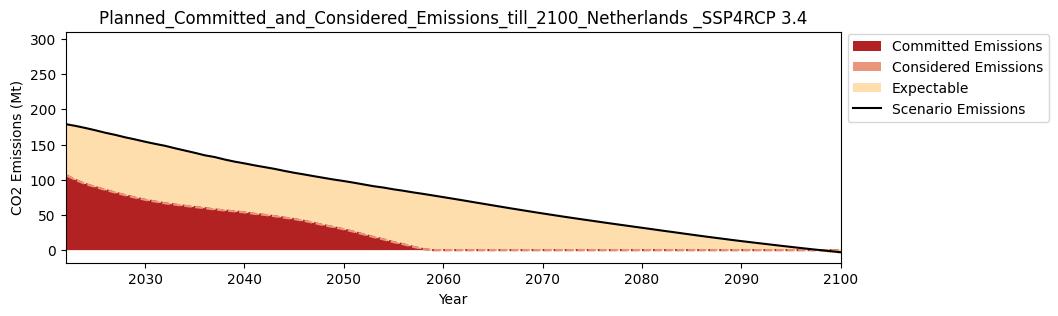 Planned_Committed_and_Considered_Emissions_till_2100_Netherlands _SSP4RCP 3.4
300
250
200
150
100
50
0
CO2 Emissions (Mt)
2030
2040
2050
2060
2070
2080
2090
2100
Year
Committed Emissions
Considered Emissions
Expectable
Scenario Emissions